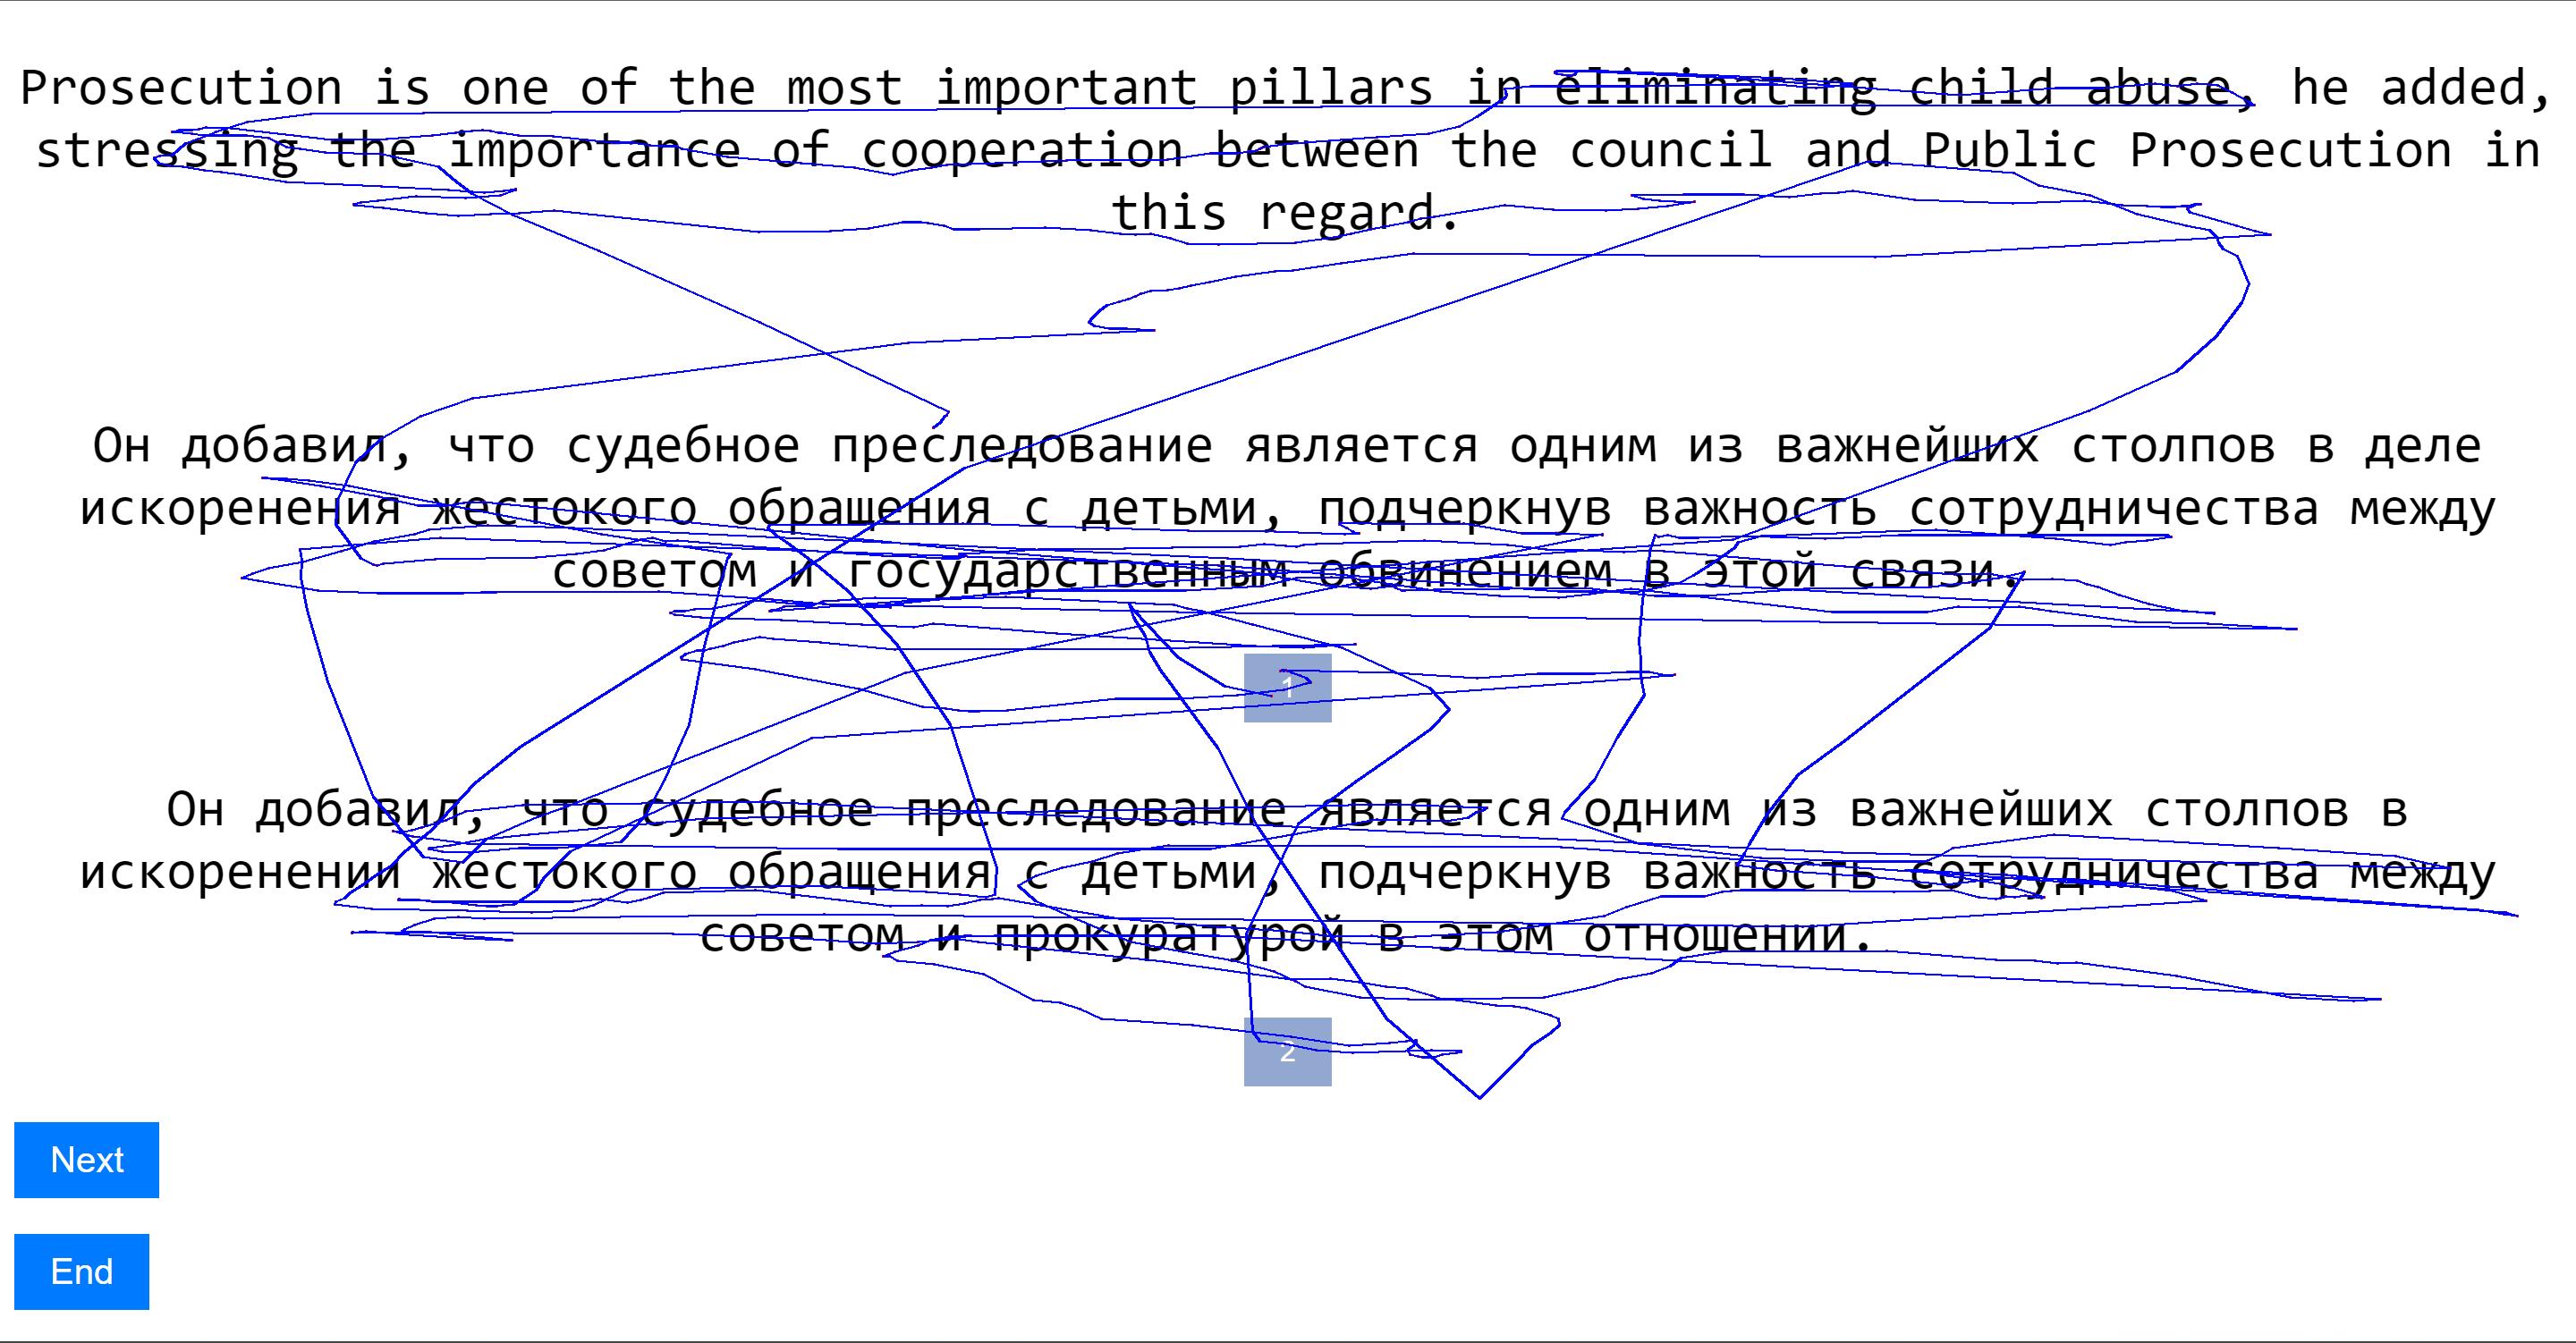 Prosecution is one of the most important pillars in eliminating child abuse, he added,
stressing the importance of cooperation between the council and Public Prosecution in
this regard.
Он добавил, что судебное преследование является одним из важнейших столпов в деле
искоренения жестокого обращения с детьми, подчеркнув важность сотрудничества между
советом и государственным обвинением в этой связи.
1
Он добавил, что судебное преследование является одним из важнейших столпов в
искоренении жестокого обращения с детьми, подчеркнув важность сотрудничества между
советом и прокуратурой в этом отношении.
2
Next
End